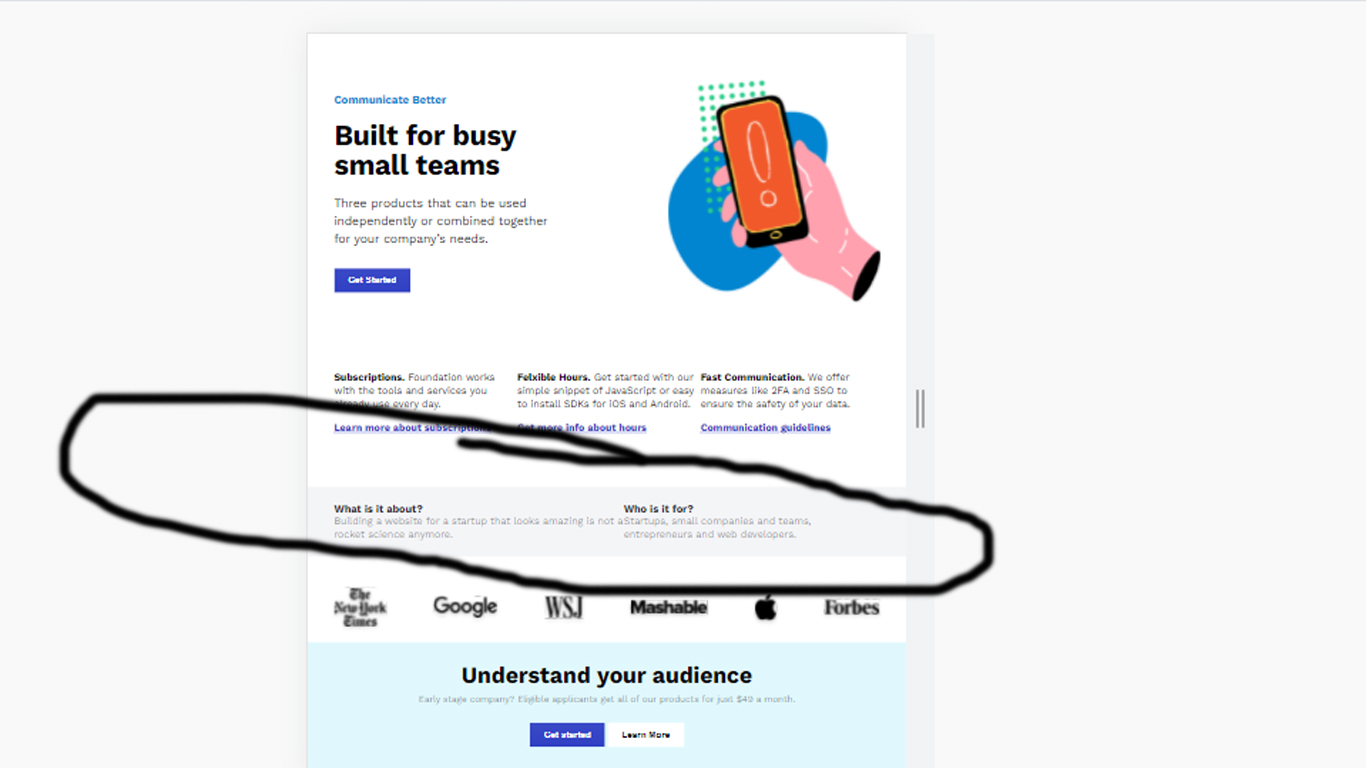 Communicate Better
Built for busy
small teams
Three products that can be used
independently or combined together
for your company's needs.
Get Started
Subscriptions. Foundation works
with the tools and services you
already use every day.
Learn more about subscriptions
Felxible Hours. Get started with our
simple snippet of JavaScript or easy
to install SDKs for iOS and Android.
Get more info about hours
Fast Communication. We offer
measures like 2FA and SSO to
ensure the safety of your data.
Communication guidelines
What is it about?
Building a website for a startup that looks amazing is not a
rocket science anymore.
Who is it for?
Startups, small companies and teams,
entrepreneurs and web developers.
The
New York
Times
Google
WSJ
Mashable
Forbes
Understand your audience
Early stage company? Eligible applicants get all of our products for just $49 a month.
Get started
Learn More